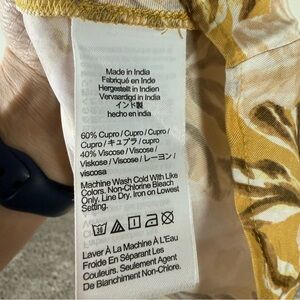 Made in India
Fabriqué en Inde
Hergestellt in Indien
Vervaardigd in India
インド製
hecho en india
60% Cupro / Cupro / Cupro /
Cupro / キュプラ / cupro
40% Viscose / Viscose /
Viskose / Viscose / レーヨン /
viscosa
Machine Wash Cold With Like
Colors. Non-Chlorine Bleach
Only. Line Dry. Iron on Lowest
Setting.
Laver À La Machine À L'Eau
Froide En Séparant Les
Couleurs. Seulement Agent
De Blanchiment Non-Chlore.